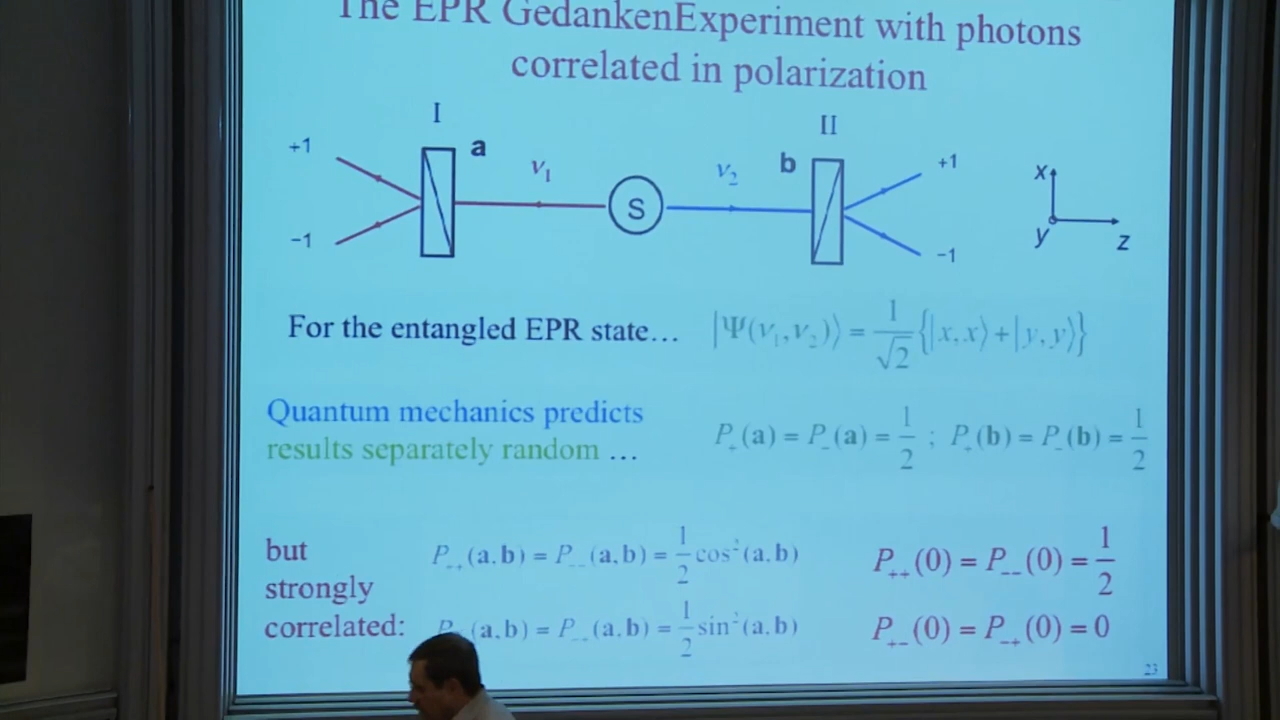 The EPR GedankenExperiment with photons
correlated in polarization
I
II
+1
a
ν₁
ν₂
b
+1
x
S
−1
−1
y
z
For the entangled EPR state… |Ψ(ν₁,ν₂)⟩ = 1/√2 {|x,x⟩+|y,y⟩}
Quantum mechanics predicts
results separately random …
P₊(a) = P₋(a) = 1/2 ; P₊(b) = P₋(b) = 1/2
but
strongly
correlated:
P₊₊(a,b) = P₋₋(a,b) = 1/2 cos²(a,b)
(a,b) = P₋₊(a,b) = 1/2 sin²(a,b)
P₊₊(0) = P₋₋(0) = 1/2
P₊₋(0) = P₋₊(0) = 0
23